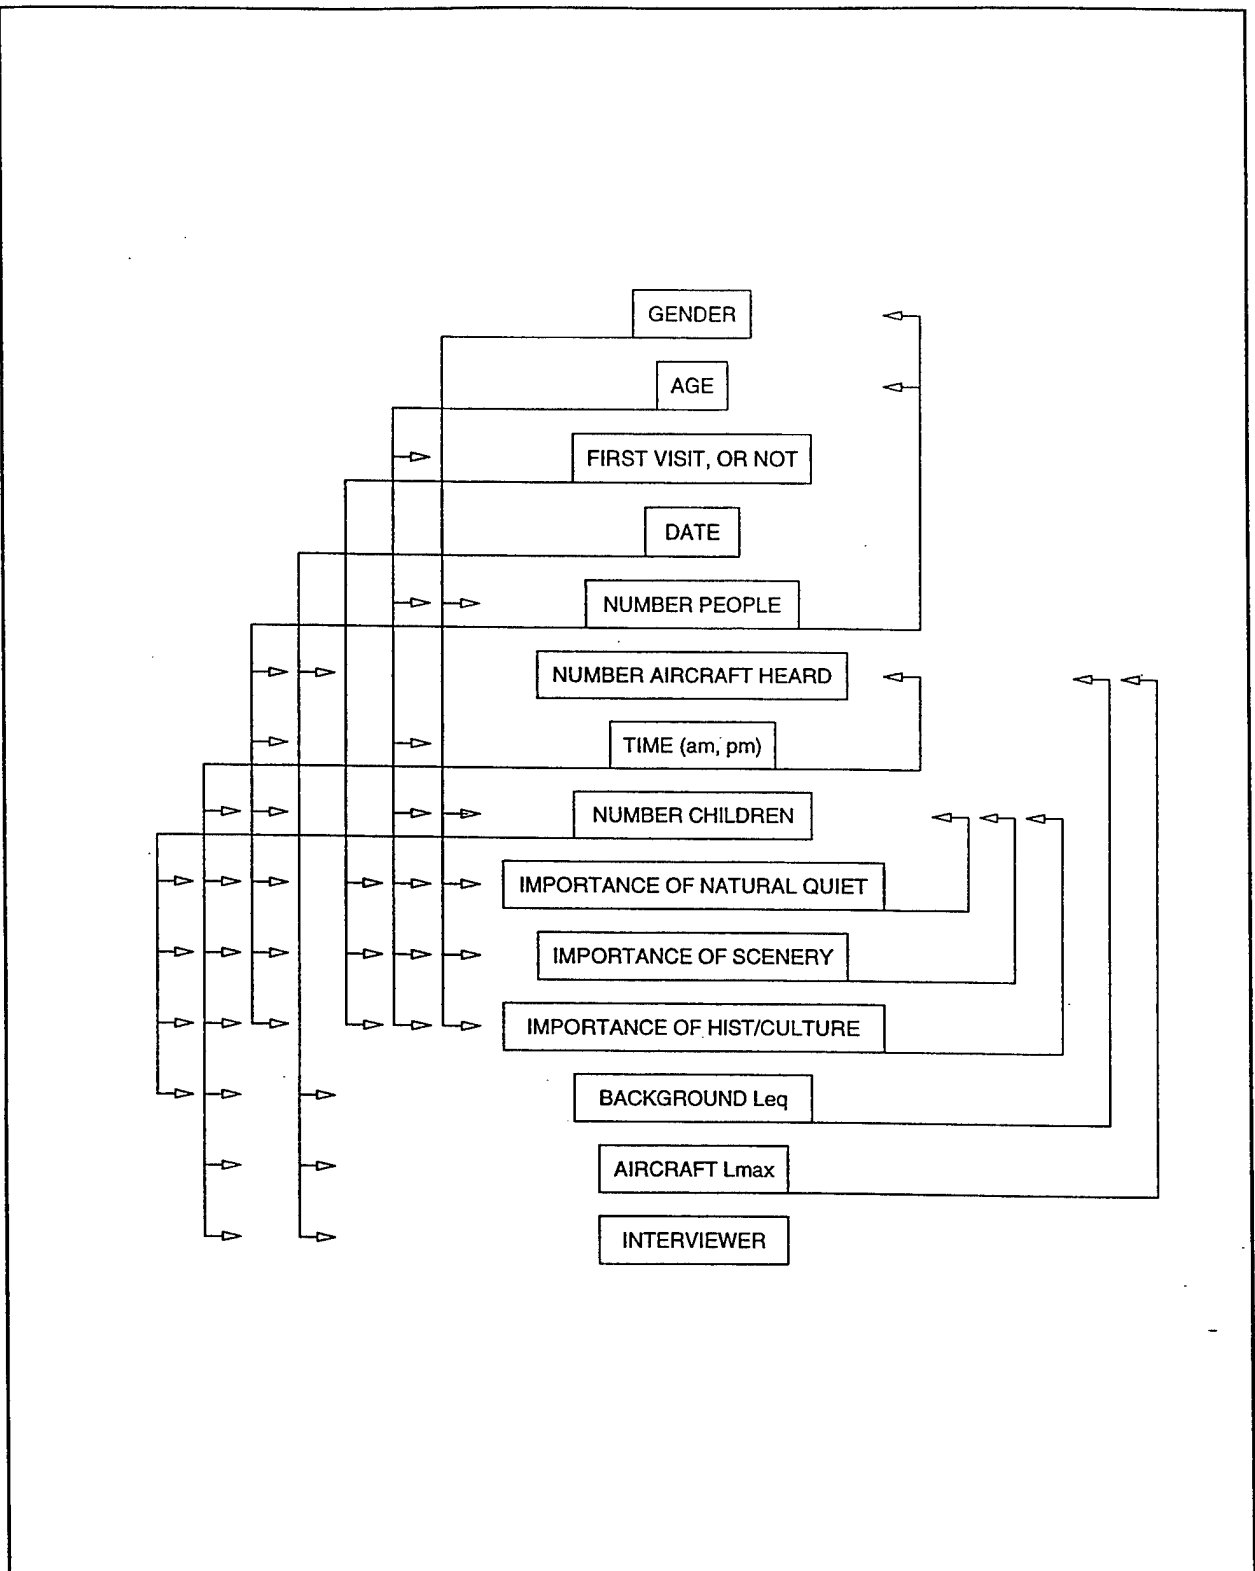 GENDER
AGE
FIRST VISIT, OR NOT
DATE
NUMBER PEOPLE
NUMBER AIRCRAFT HEARD
TIME (am, pm)
NUMBER CHILDREN
IMPORTANCE OF NATURAL QUIET
IMPORTANCE OF SCENERY
IMPORTANCE OF HIST/CULTURE
BACKGROUND Leq
AIRCRAFT Lmax
INTERVIEWER